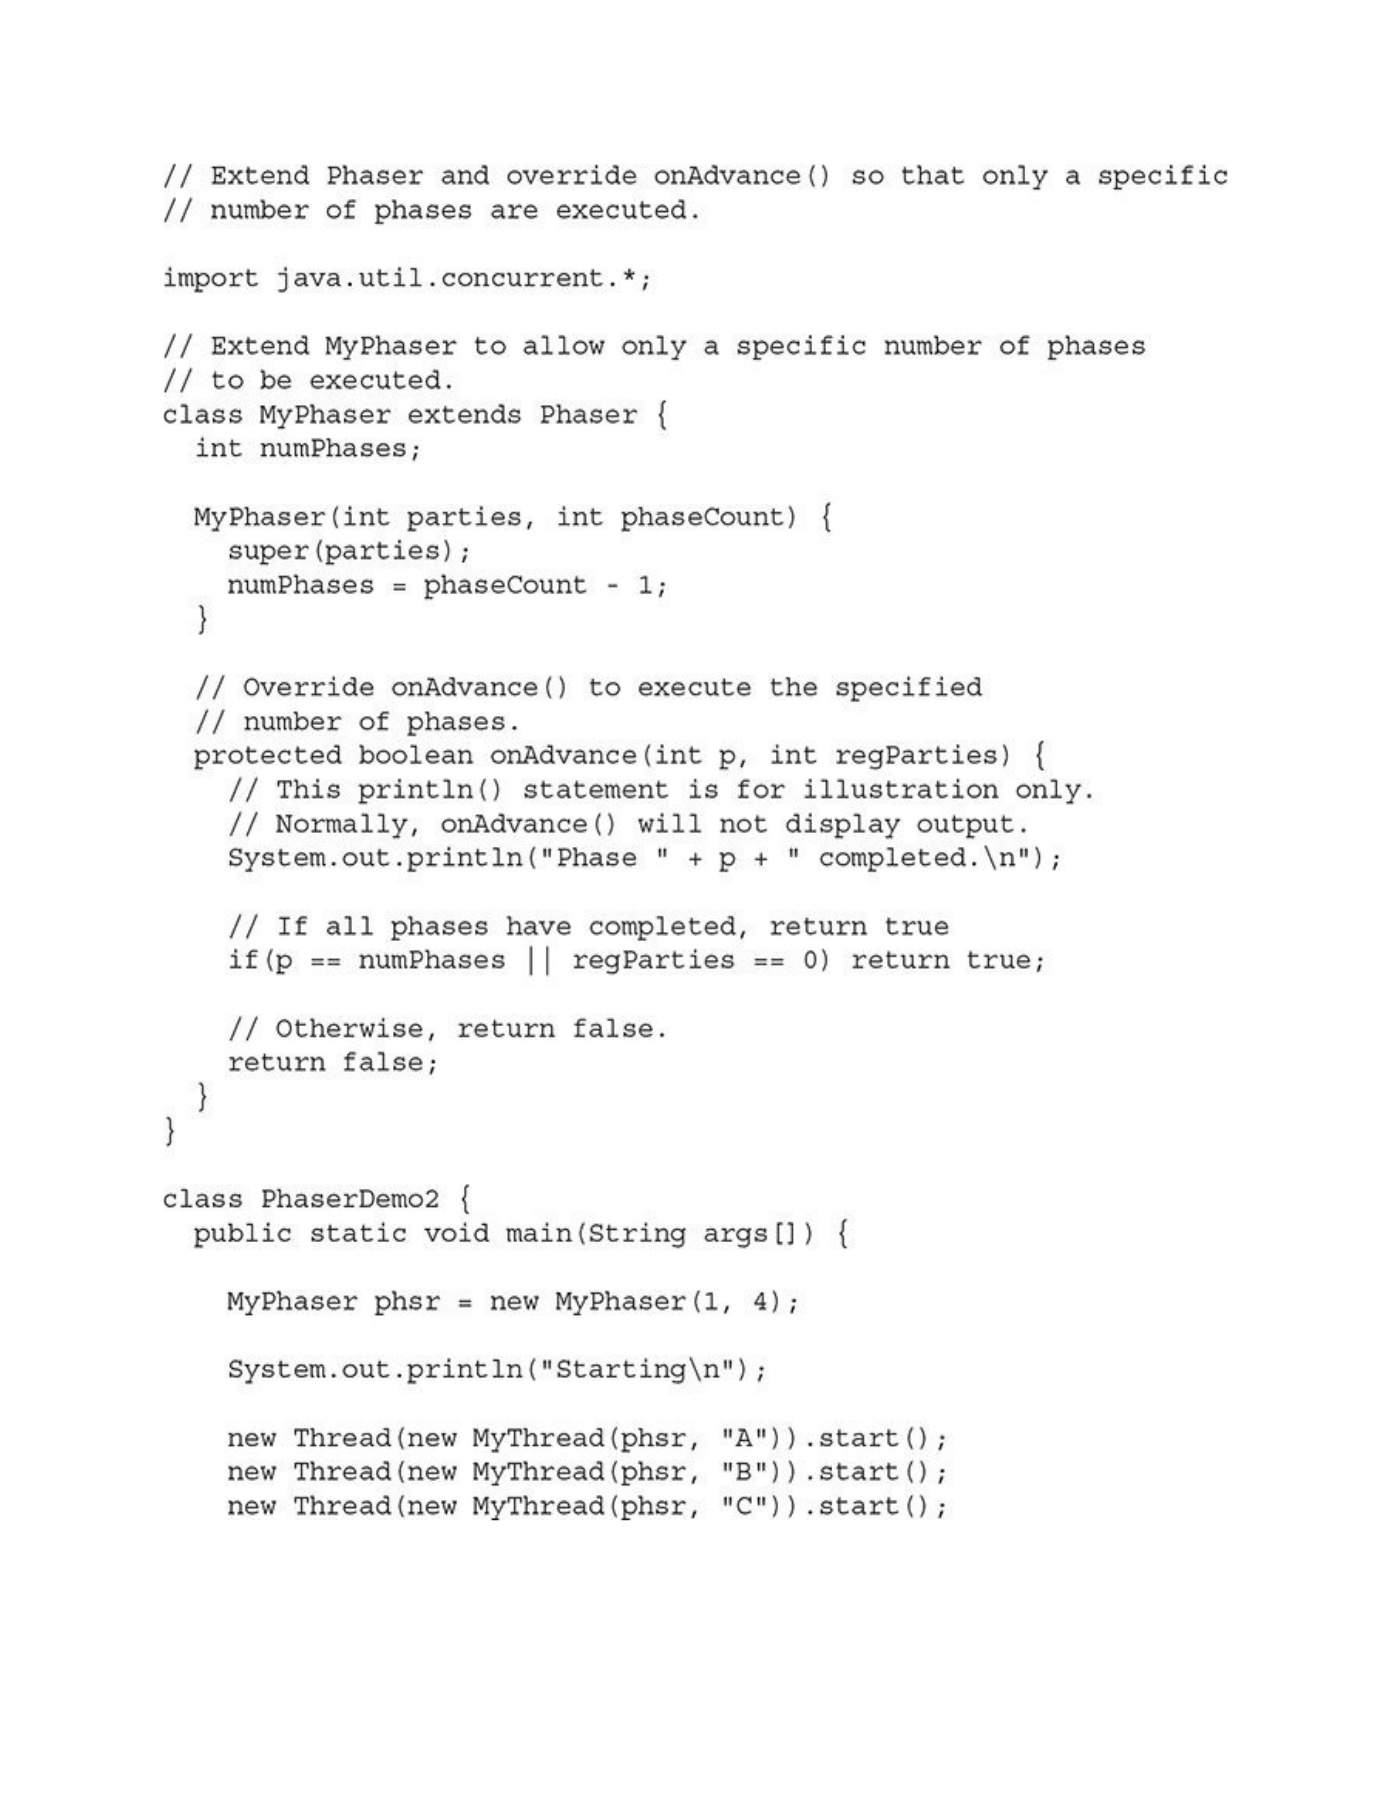 // Extend Phaser and override onAdvance() so that only a specific
// number of phases are executed.

import java.util.concurrent.*;

// Extend MyPhaser to allow only a specific number of phases
// to be executed.
class MyPhaser extends Phaser {
  int numPhases;

  MyPhaser(int parties, int phaseCount) {
    super(parties);
    numPhases = phaseCount - 1;
  }

  // Override onAdvance() to execute the specified
  // number of phases.
  protected boolean onAdvance(int p, int regParties) {
    // This println() statement is for illustration only.
    // Normally, onAdvance() will not display output.
    System.out.println("Phase " + p + " completed.\n");

    // If all phases have completed, return true
    if(p == numPhases || regParties == 0) return true;

    // Otherwise, return false.
    return false;
  }
}

class PhaserDemo2 {
  public static void main(String args[]) {

    MyPhaser phsr = new MyPhaser(1, 4);

    System.out.println("Starting\n");

    new Thread(new MyThread(phsr, "A")).start();
    new Thread(new MyThread(phsr, "B")).start();
    new Thread(new MyThread(phsr, "C")).start();